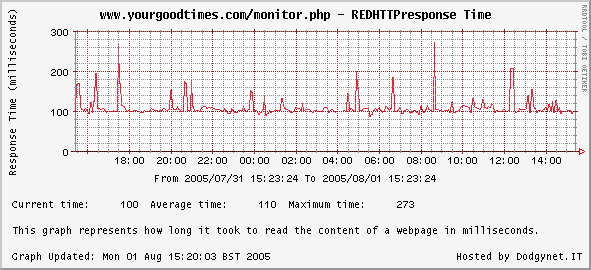 www.yourgoodtimes.com/monitor.php - REDHTTPresponse Time
RRDTOOL / TOBI OETIKER
Response Time (milliseconds)
300
200
100
0
18:00 20:00 22:00 00:00 02:00 04:00 06:00 08:00 10:00 12:00 14:00
From 2005/07/31 15:23:24 To 2005/08/01 15:23:24
Current time: 100 Average time: 110 Maximum time: 273
This graph represents how long it took to read the content of a webpage in milliseconds.
Graph Updated: Mon 01 Aug 15:20:03 BST 2005 Hosted by Dodgynet.IT